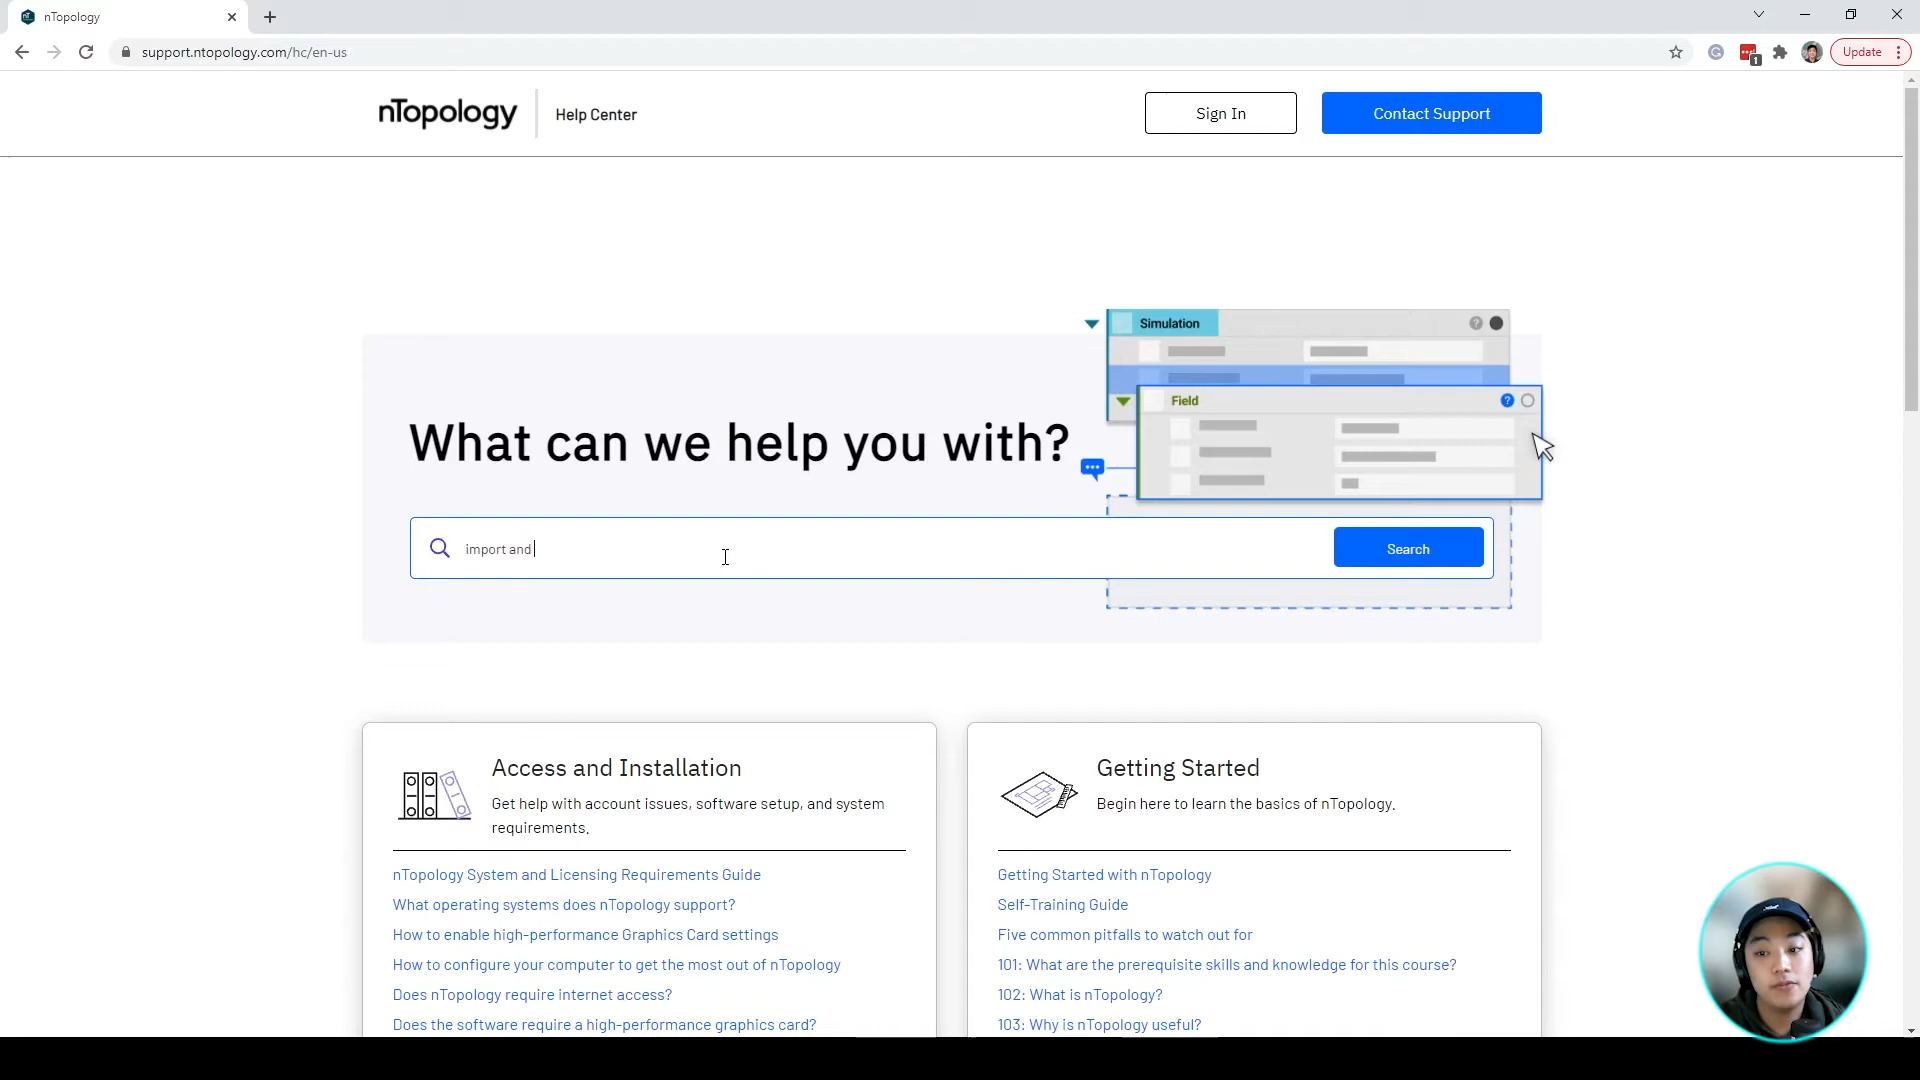 nTopology
support.ntopology.com/hc/en-us
1
Update
nTopology
Help Center
Sign In
Contact Support
Simulation
Field
What can we help you with?
import and
Search
Access and Installation
Get help with account issues, software setup, and system
requirements.
nTopology System and Licensing Requirements Guide
What operating systems does nTopology support?
How to enable high-performance Graphics Card settings
How to configure your computer to get the most out of nTopology
Does nTopology require internet access?
Does the software require a high-performance graphics card?
Getting Started
Begin here to learn the basics of nTopology.
Getting Started with nTopology
Self-Training Guide
Five common pitfalls to watch out for
101: What are the prerequisite skills and knowledge for this course?
102: What is nTopology?
103: Why is nTopology useful?